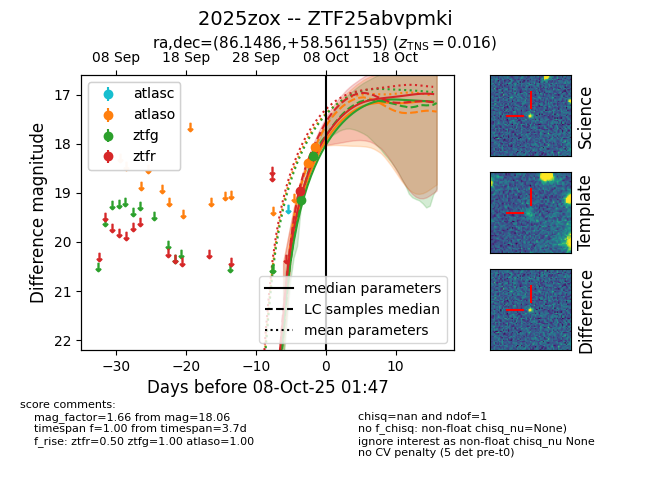 2025zox -- ZTF25abvpmki
ra,dec=(86.1486,+58.561155) (z_TNS = 0.016)
08 Sep 18 Sep 28 Sep 08 Oct 18 Oct
atlasc
atlaso
ztfg
ztfr
17
18
19
20
21
22
Difference magnitude
median parameters
LC samples median
mean parameters
−30 −20 −10 0 10
Days before 08-Oct-25 01:47
Science
Template
Difference
score comments:
mag_factor=1.66 from mag=18.06
timespan f=1.00 from timespan=3.7d
f_rise: ztfr=0.50 ztfg=1.00 atlaso=1.00
chisq=nan and ndof=1
no f_chisq: non-float chisq_nu=None)
ignore interest as non-float chisq_nu None
no CV penalty (5 det pre-t0)